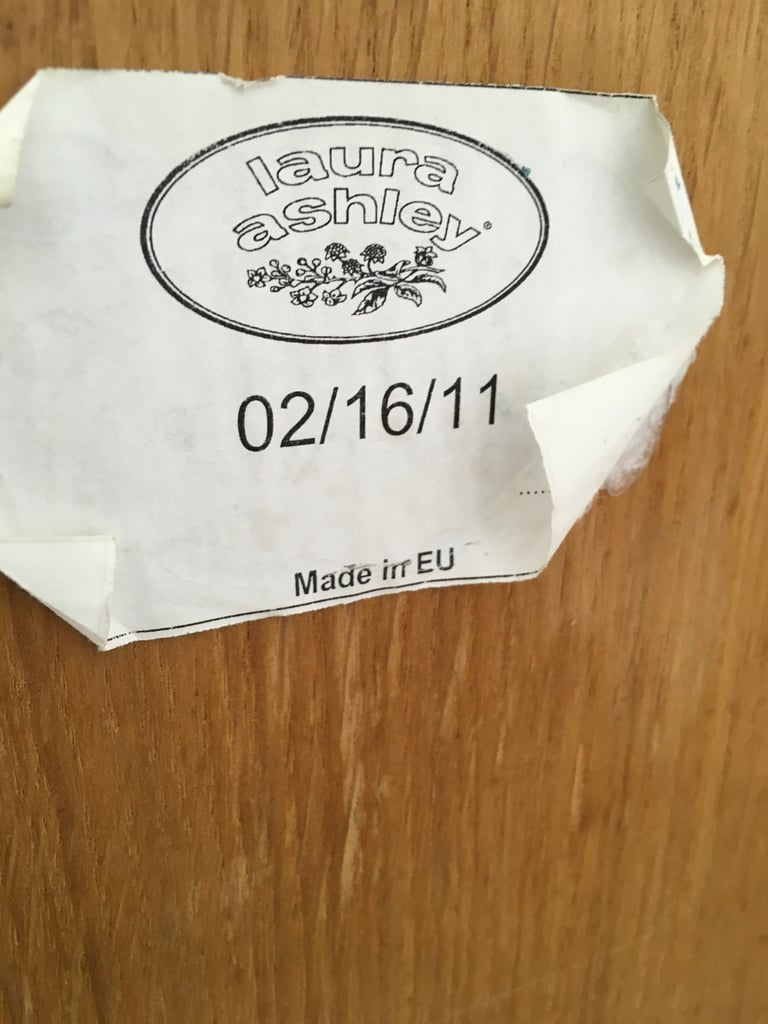 laura
ashley®
02/16/11
.....
Made in EU